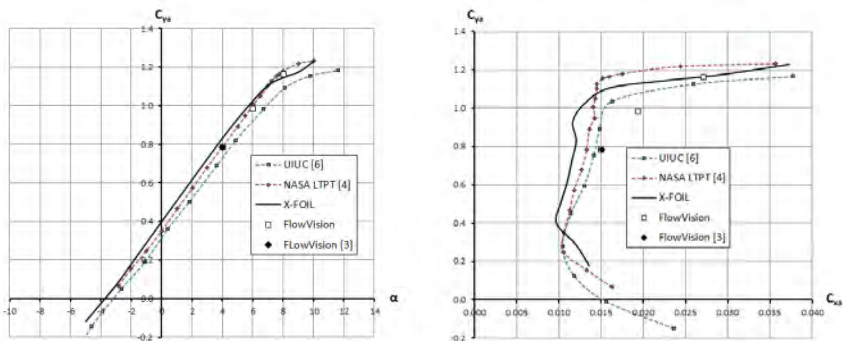 Cya
1.4
1.2
1.0
0.8
0.6
0.4
0.2
0.0
-0.2
-6 -4 -2 0 2 4 6 8 10 12 14
α
UIUC [6]
NASA LTPT [4]
X-FOIL
FlowVision
FLowVision [3]
Cya
1.4
1.2
1.0
0.8
0.6
0.4
0.2
0.0
-0.2
0.000 0.005 0.010 0.015 0.020 0.025 0.030 0.035 0.040
Cxa
UIUC [6]
NASA LTPT [4]
X-FOIL
FlowVision
FlowVision [3]